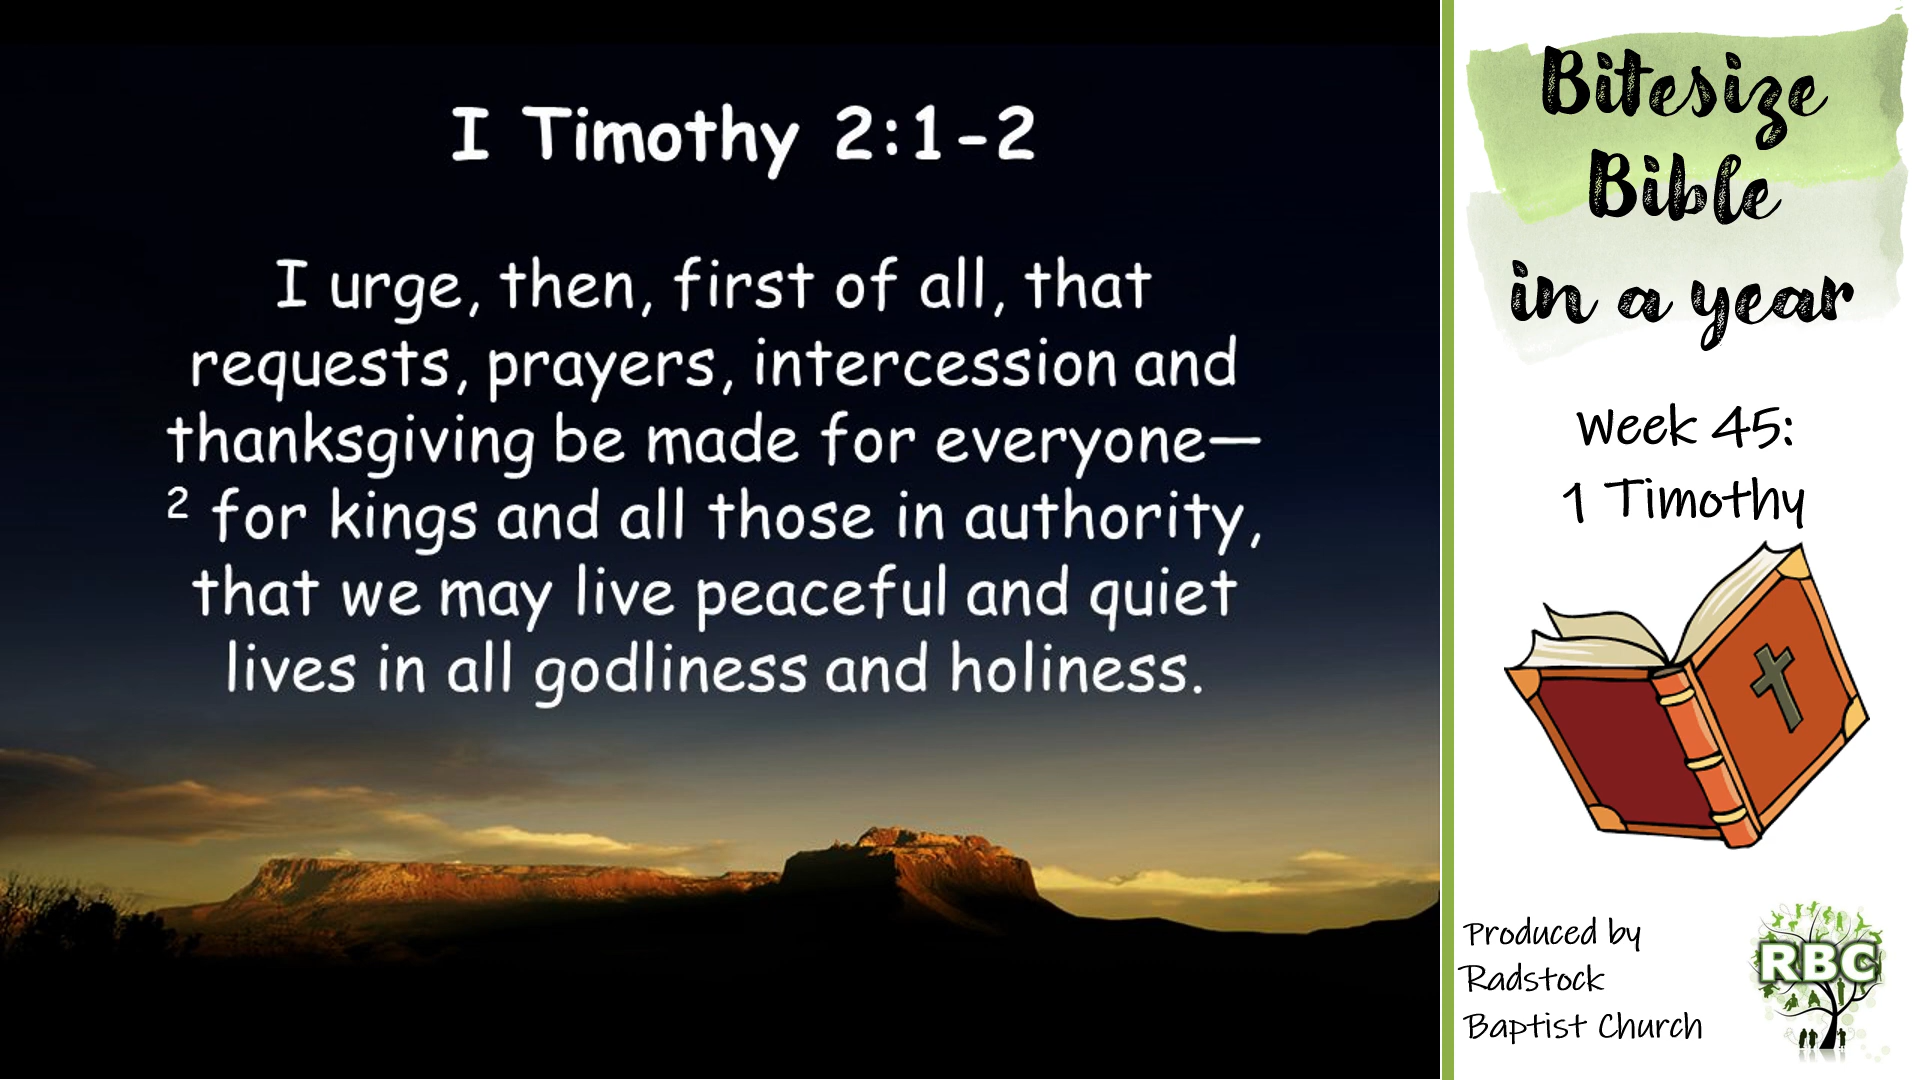 I Timothy 2:1-2
I urge, then, first of all, that
requests, prayers, intercession and
thanksgiving be made for everyone—
2 for kings and all those in authority,
that we may live peaceful and quiet
lives in all godliness and holiness.
Bitesize
Bible
in a year
Week 45:
1 Timothy
Produced by
Radstock
Baptist Church
RBC